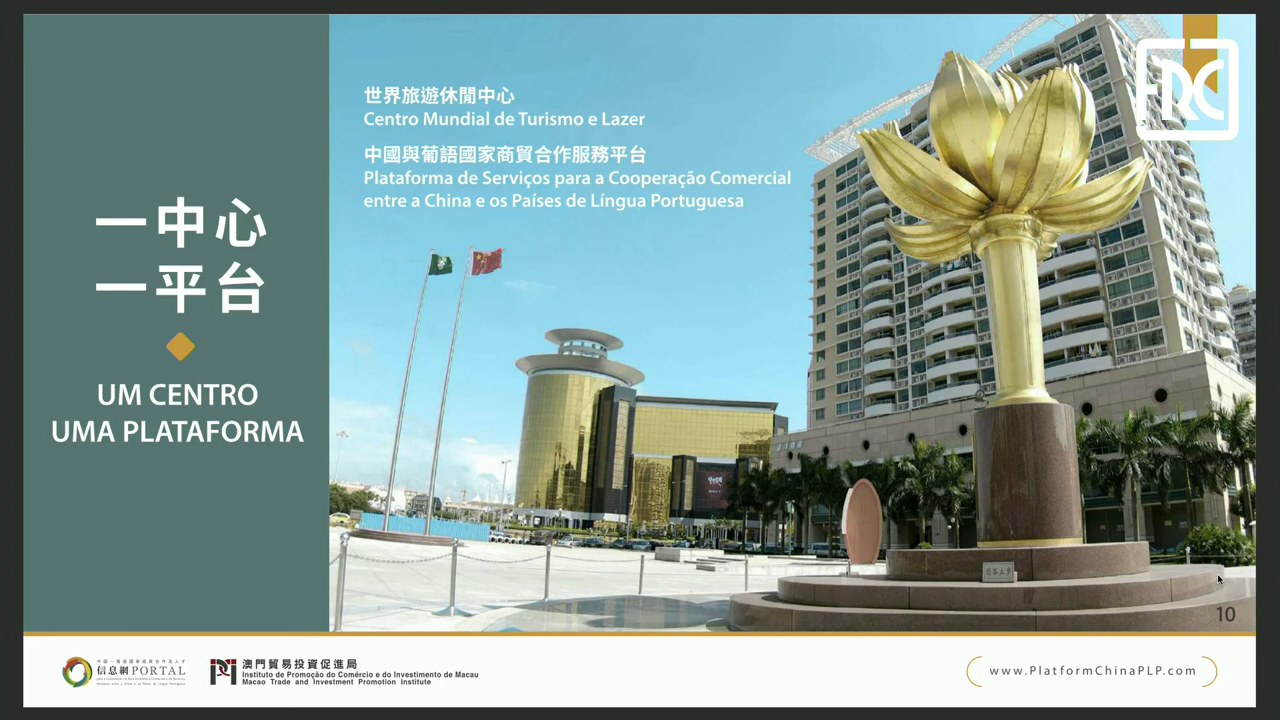 一中心
一平台
UM CENTRO
UMA PLATAFORMA
世界旅遊休閒中心
Centro Mundial de Turismo e Lazer
中國與葡語國家商貿合作服務平台
Plataforma de Serviços para a Cooperação Comercial
entre a China e os Países de Língua Portuguesa
10
信息網 PORTAL
澳門貿易投資促進局
Instituto de Promoção do Comércio e do Investimento de Macau
Macao Trade and Investment Promotion Institute
www.PlatformChinaPLP.com